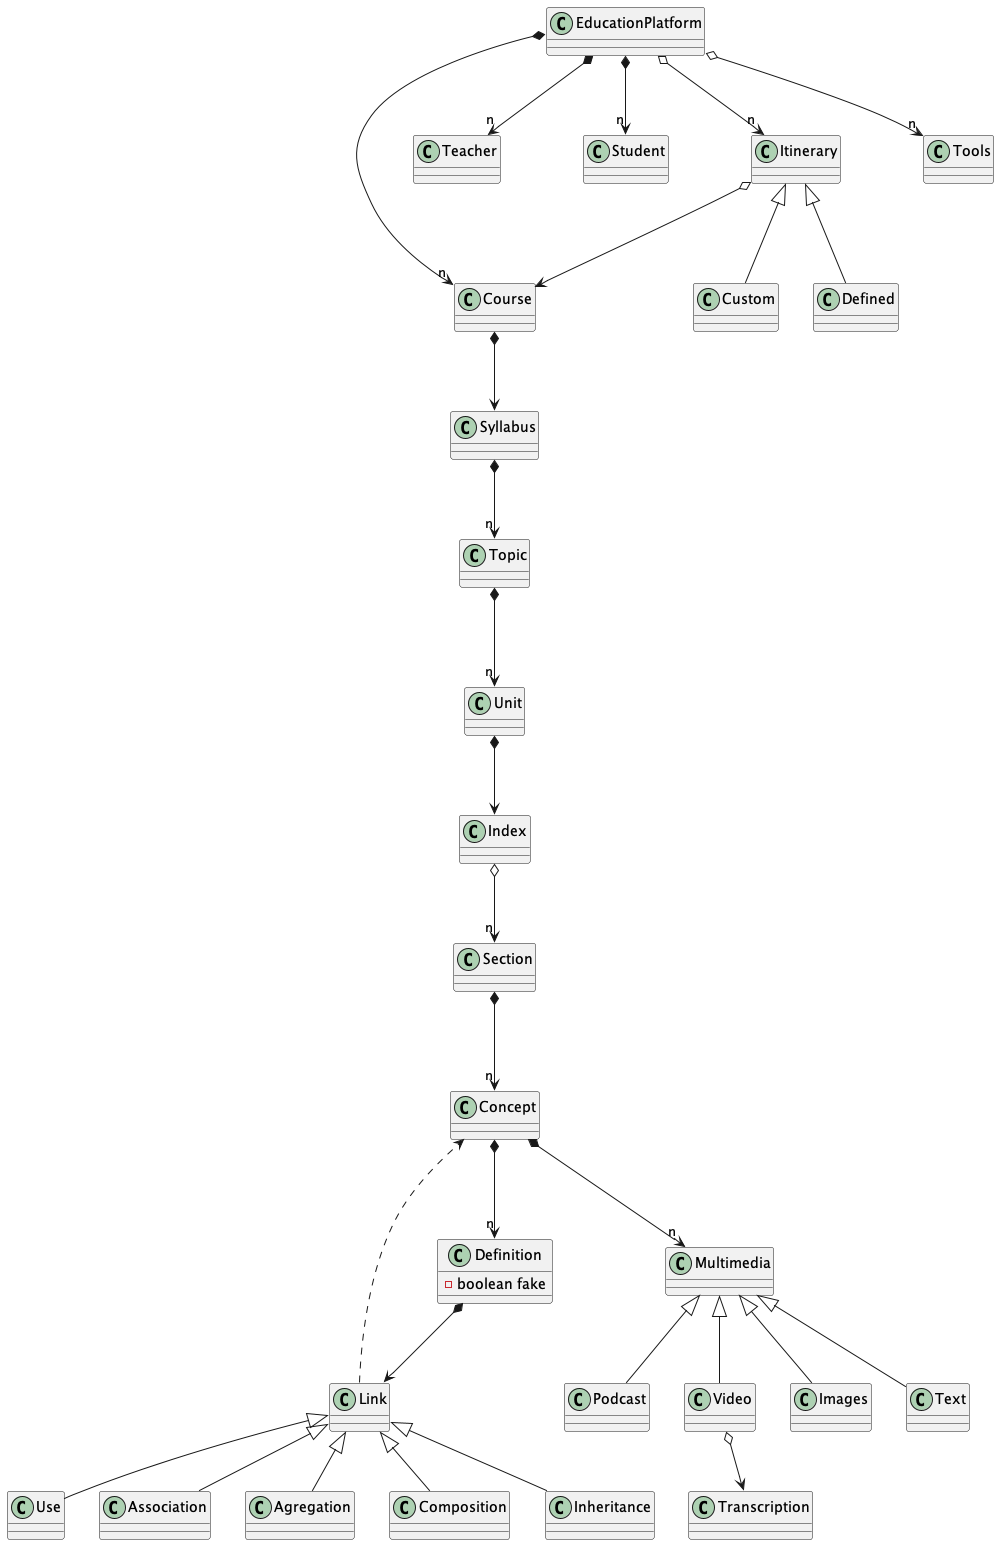 C EducationPlatform
n
n
n
n
C Teacher
C Student
C Itinerary
C Tools
n
C Course
C Custom
C Defined
C Syllabus
n
C Topic
n
C Unit
C Index
n
C Section
n
C Concept
n
n
C Definition
boolean fake
C Multimedia
C Link
C Podcast
C Video
C Images
C Text
C Use
C Association
C Agregation
C Composition
C Inheritance
C Transcription